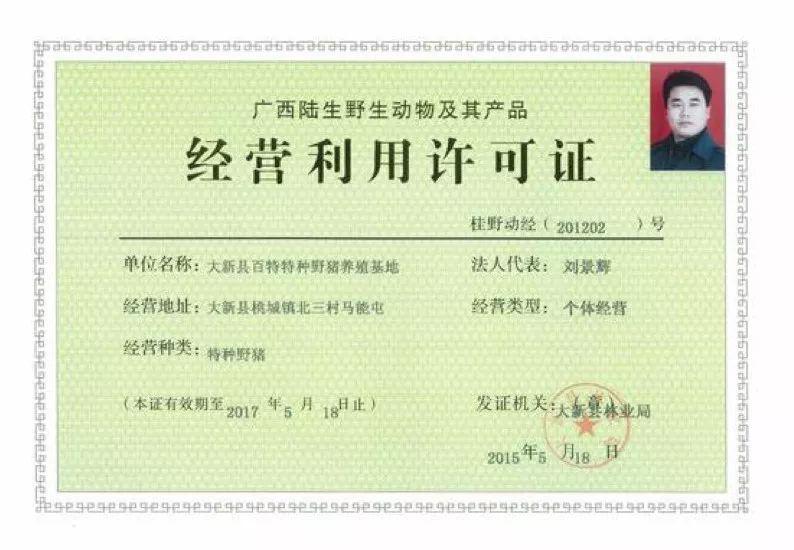 广西陆生野生动物及其产品
经营利用许可证
桂野动经（201202 ）号
单位名称：大新县百特特种野猪养殖基地 法人代表：刘景辉
经营地址：大新县桃城镇北三村马能屯 经营类型：个体经营
经营种类：特种野猪
（本证有效期至2017 年5 月 18日止） 发证机关：（章）大新县林业局
2015年5 月18 日